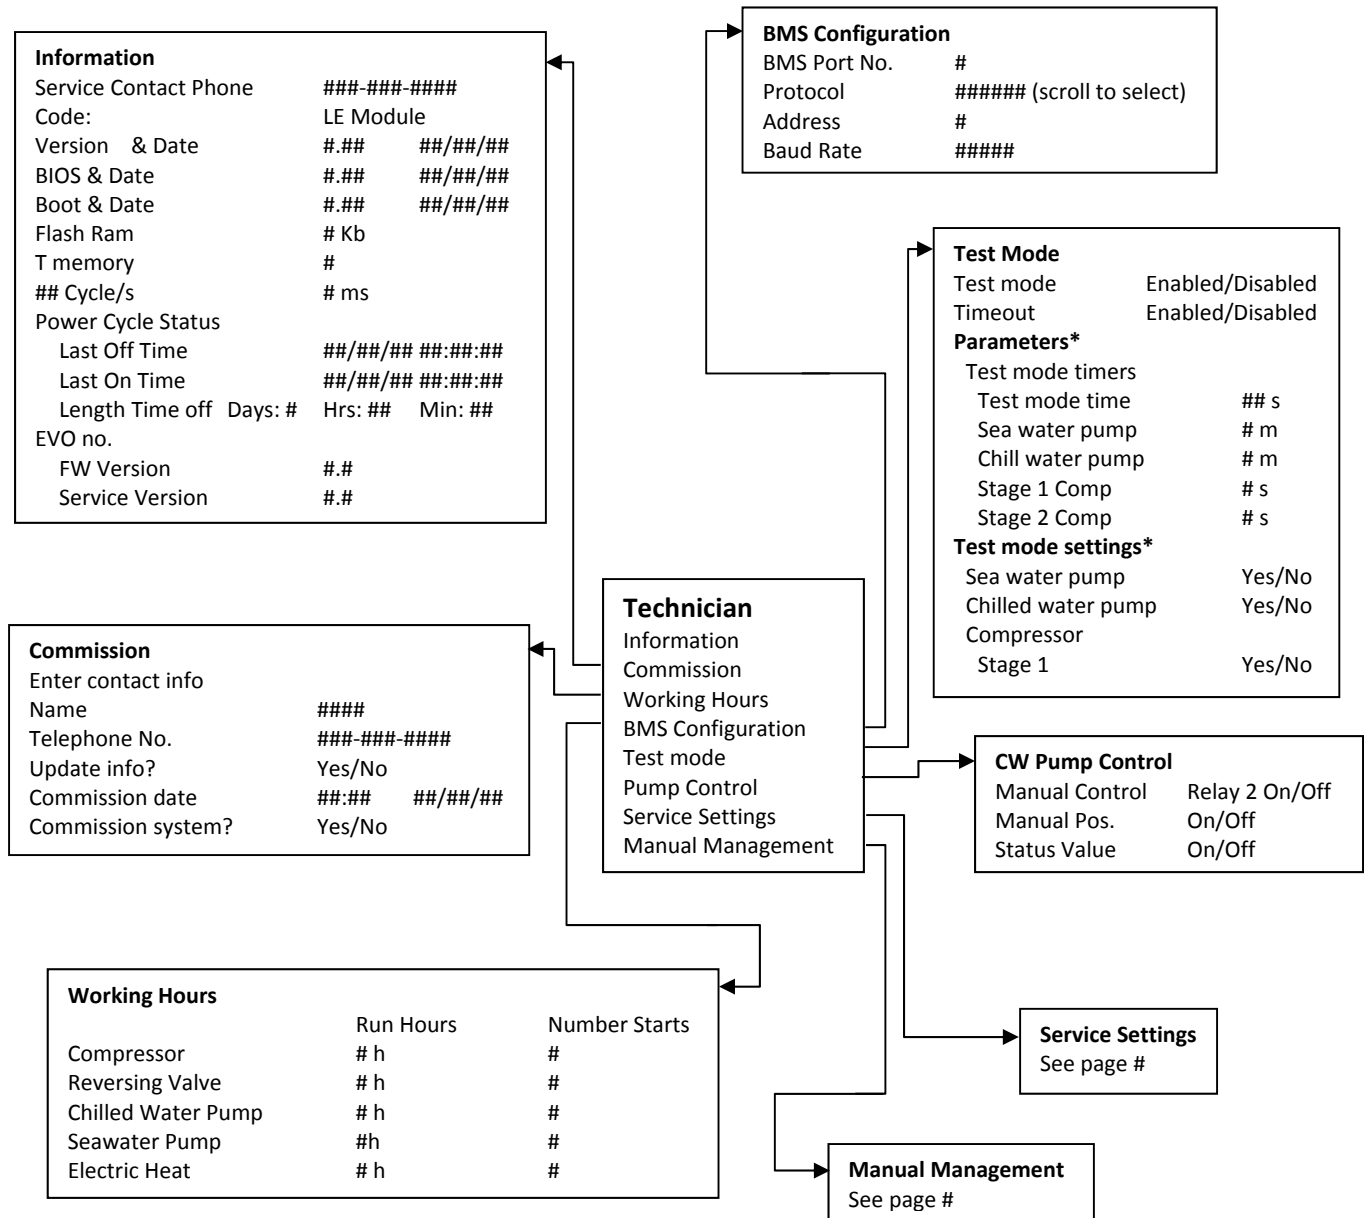 Information
Service Contact Phone ###-###-####
Code: LE Module
Version & Date #.## ##/##/##
BIOS & Date #.## ##/##/##
Boot & Date #.## ##/##/##
Flash Ram # Kb
T memory #
## Cycle/s # ms
Power Cycle Status
Last Off Time ##/##/## ##:##:##
Last On Time ##/##/## ##:##:##
Length Time off Days: # Hrs: ## Min: ##
EVO no.
FW Version #.#
Service Version #.#
BMS Configuration
BMS Port No. #
Protocol ###### (scroll to select)
Address #
Baud Rate #####
Test Mode
Test mode Enabled/Disabled
Timeout Enabled/Disabled
Parameters*
Test mode timers
Test mode time ## s
Sea water pump # m
Chill water pump # m
Stage 1 Comp # s
Stage 2 Comp # s
Test mode settings*
Sea water pump Yes/No
Chilled water pump Yes/No
Compressor
Stage 1 Yes/No
Technician
Information
Commission
Working Hours
BMS Configuration
Test mode
Pump Control
Service Settings
Manual Management
Commission
Enter contact info
Name ####
Telephone No. ###-###-####
Update info? Yes/No
Commission date ##:## ##/##/##
Commission system? Yes/No
CW Pump Control
Manual Control Relay 2 On/Off
Manual Pos. On/Off
Status Value On/Off
Working Hours
Run Hours Number Starts
Compressor # h #
Reversing Valve # h #
Chilled Water Pump # h #
Seawater Pump #h #
Electric Heat # h #
Service Settings
See page #
Manual Management
See page #